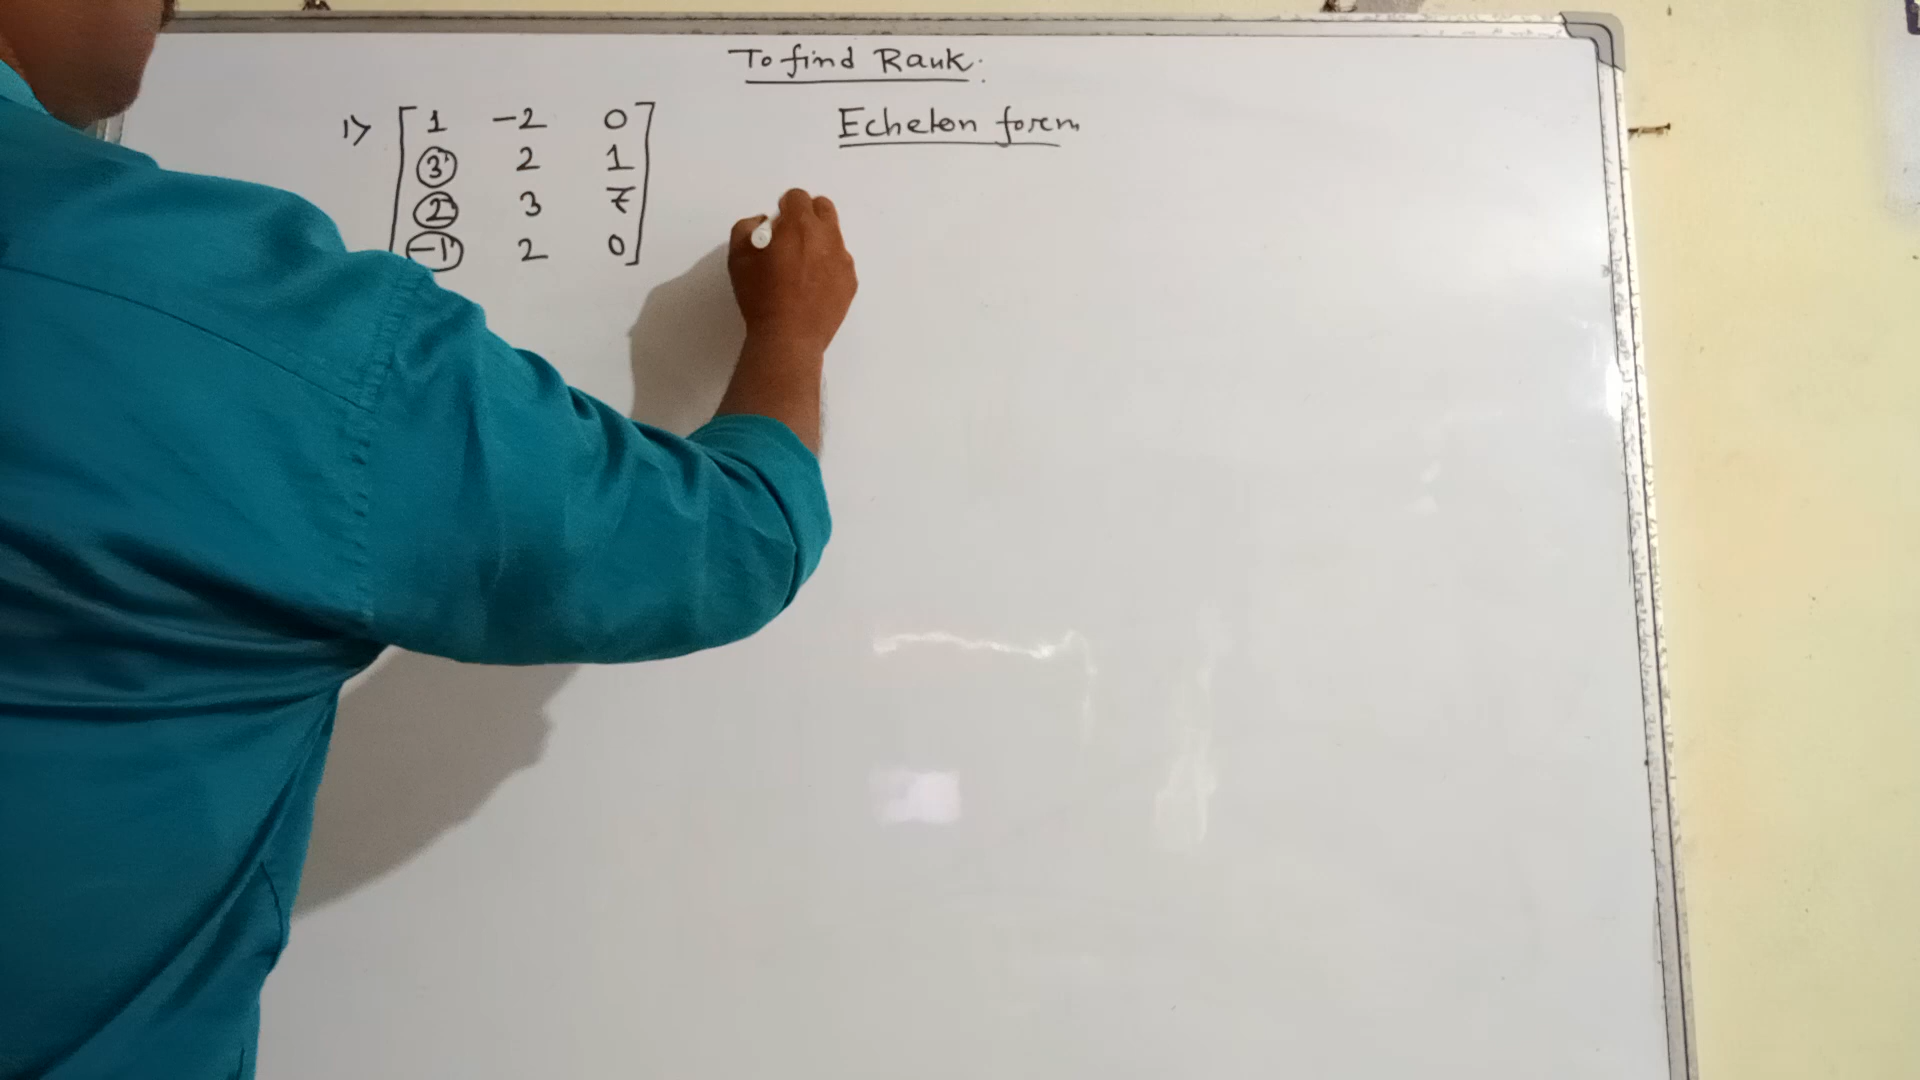 To find Rank.
1) [ 1 -2 0 ]
Echelon form
3 2 1
2 3 7
-1 2 0